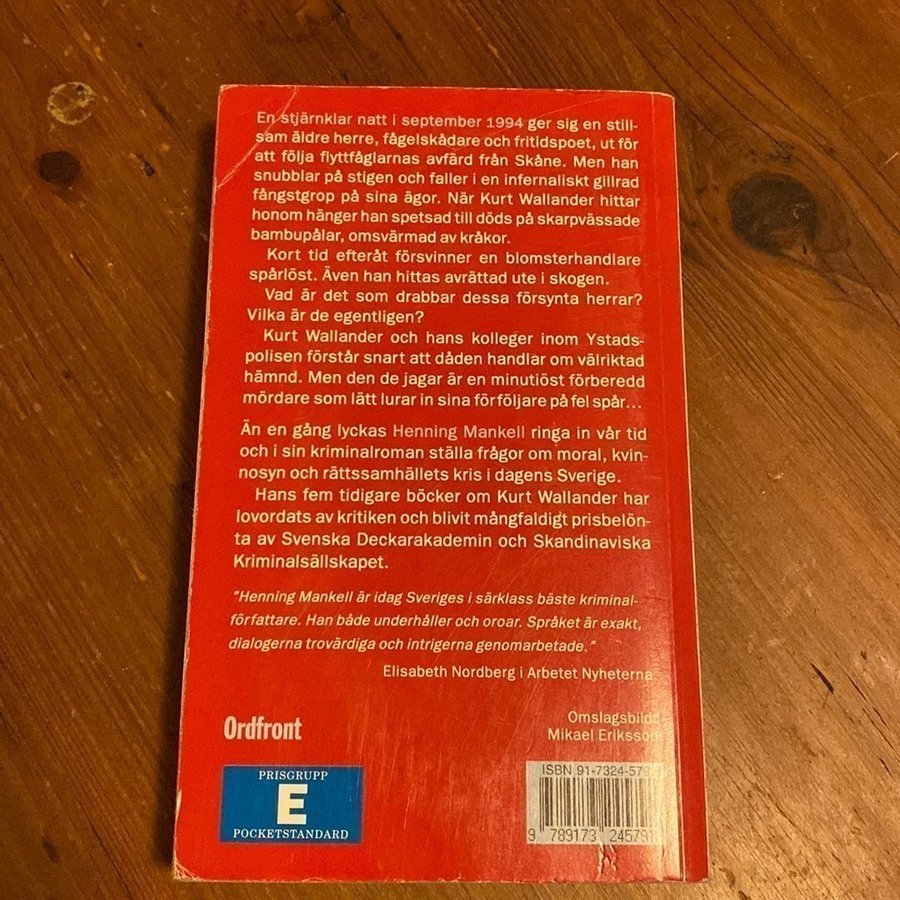 En stjärnklar natt i september 1994 ger sig en still-
sam äldre herre, fågelskådare och fritidspoet, ut för
att följa flyttfåglarnas avfärd från Skåne. Men han
snubblar på stigen och faller i en infernaliskt gillrad
fångstgrop på sina ägor. När Kurt Wallander hittar
honom hänger han spetsad till döds på skarpvässade
bambupålar, omsvärmad av kråkor.
Kort tid efteråt försvinner en blomsterhandlare
spårlöst. Även han hittas avrättad ute i skogen.
Vad är det som drabbar dessa försynta herrar?
Vilka är de egentligen?
Kurt Wallander och hans kolleger inom Ystads-
polisen förstår snart att dåden handlar om välriktad
hämnd. Men den de jagar är en minutiöst förberedd
mördare som lätt lurar in sina förföljare på fel spår...
Än en gång lyckas Henning Mankell ringa in vår tid
och i sin kriminalroman ställa frågor om moral, kvin-
nosyn och rättssamhällets kris i dagens Sverige.
Hans fem tidigare böcker om Kurt Wallander har
lovordats av kritiken och blivit mångfaldigt prisbelön-
ta av Svenska Deckarakademin och Skandinaviska
Kriminalsällskapet.
"Henning Mankell är idag Sveriges i särklass bäste kriminal-
författare. Han både underhåller och oroar. Språket är exakt,
dialogerna trovärdiga och intrigerna genomarbetade."
Elisabeth Nordberg i Arbetet Nyheterna
Ordfront
Omslagsbild:
Mikael Eriksson
PRISGRUPP
E
POCKETSTANDARD
ISBN 91-7324-579
9 789173 245791